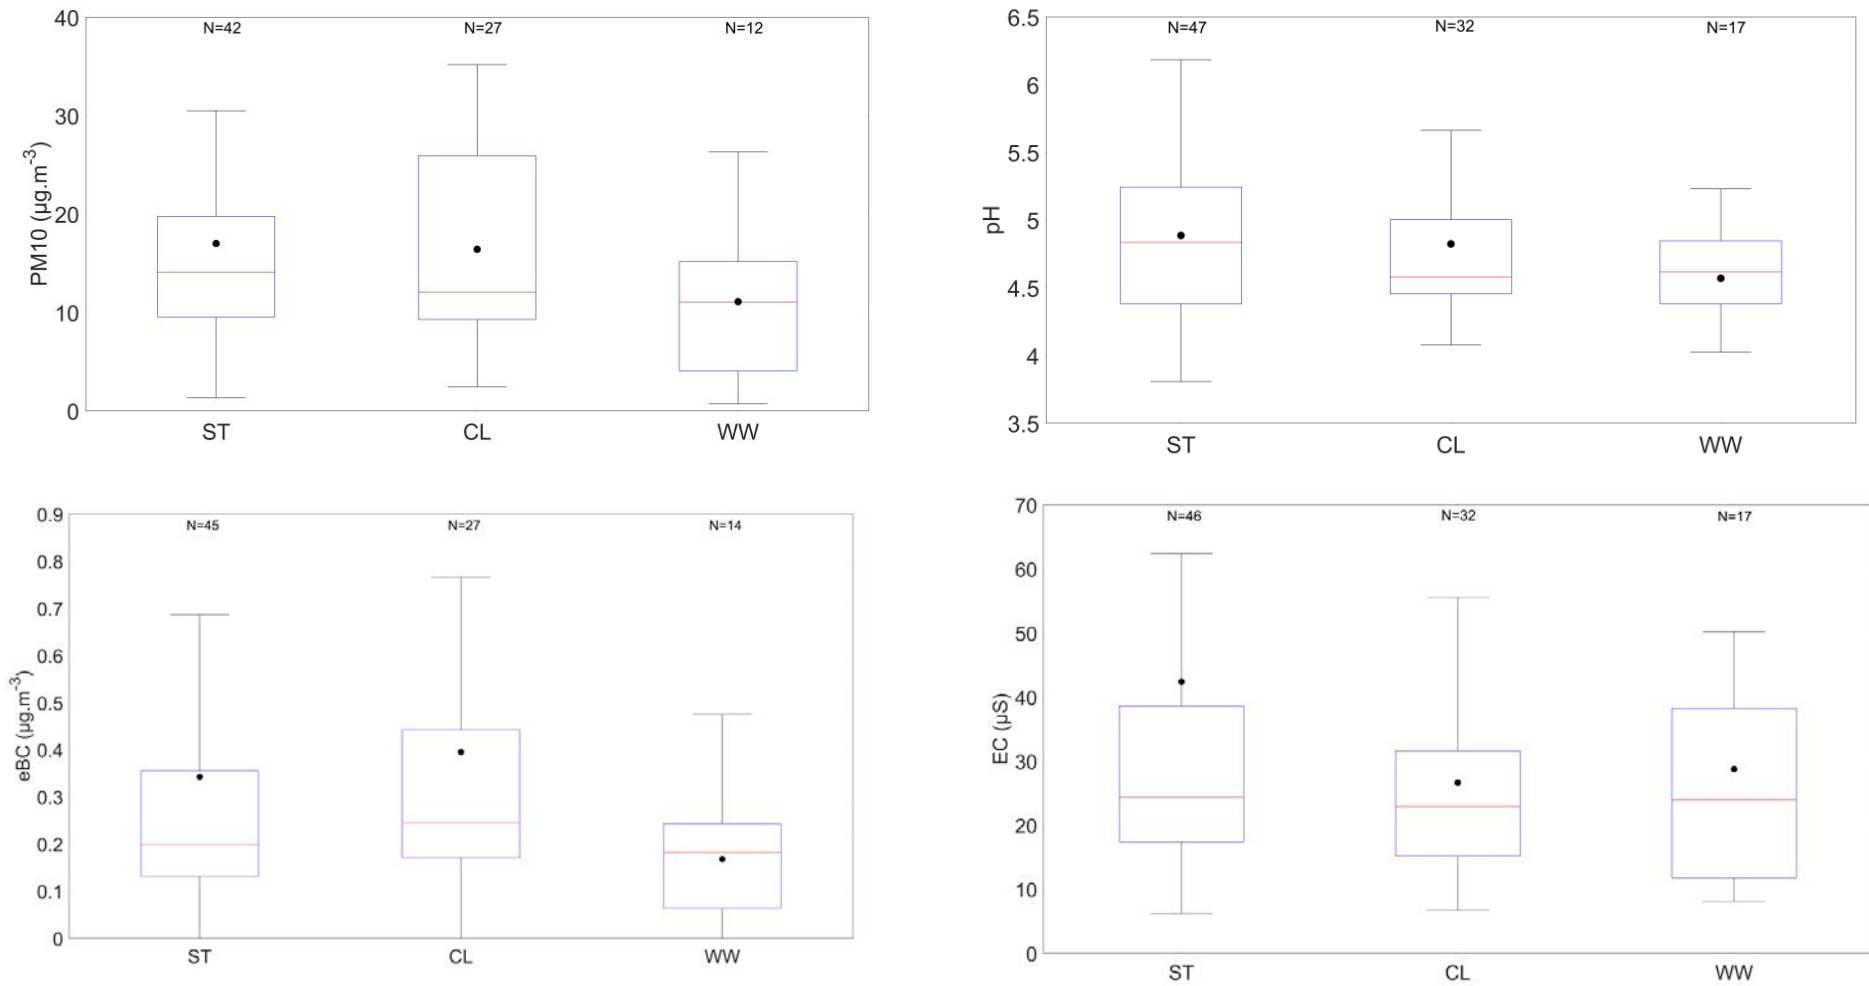 40
30
20
10
0
PM10 (µg.m-3)
N=42
N=27
N=12
ST
CL
WW
6.5
6
5.5
5
4.5
4
3.5
pH
N=47
N=32
N=17
ST
CL
WW
0.9
0.8
0.7
0.6
0.5
0.4
0.3
0.2
0.1
0
eBC (µg.m-3)
N=45
N=27
N=14
ST
CL
WW
70
60
50
40
30
20
10
0
EC (µS)
N=46
N=32
N=17
ST
CL
WW